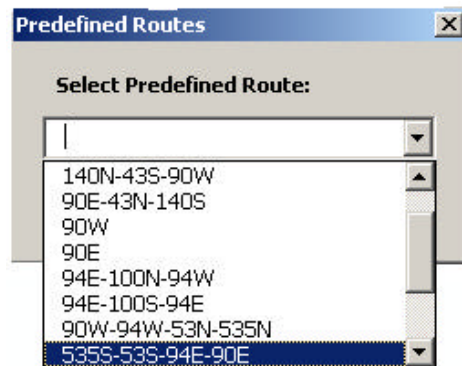 Predefined Routes
Select Predefined Route:
140N-43S-90W
90E-43N-140S
90W
90E
94E-100N-94W
94E-100S-94E
90W-94W-53N-535N
535S-53S-94E-90E